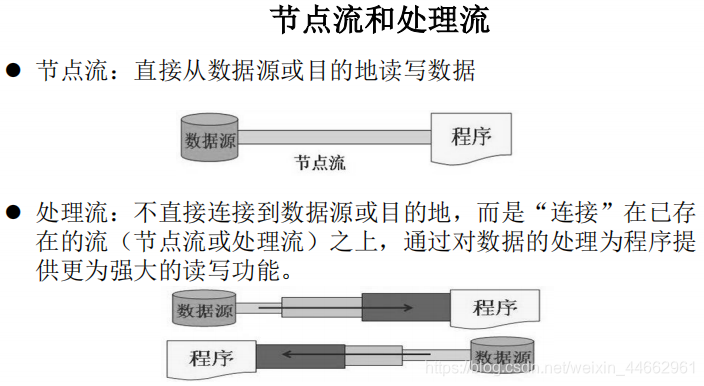 节点流和处理流
● 节点流：直接从数据源或目的地读写数据
数据源
程序
节点流
● 处理流：不直接连接到数据源或目的地，而是“连接”在已存
在的流（节点流或处理流）之上，通过对数据的处理为程序提
供更为强大的读写功能。
数据源
程序
程序
数据源
https://blog.csdn.net/weixin_44662961